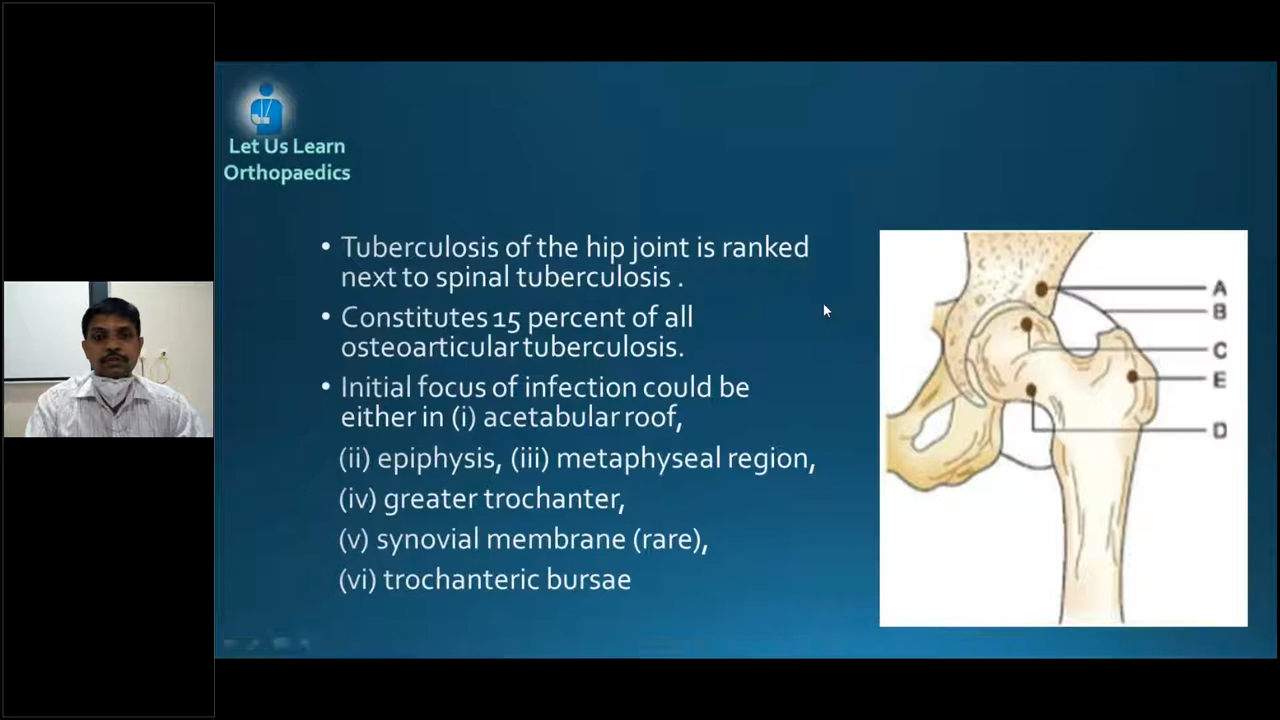 Let Us Learn
Orthopaedics
• Tuberculosis of the hip joint is ranked
next to spinal tuberculosis .
• Constitutes 15 percent of all
osteoarticular tuberculosis.
• Initial focus of infection could be
either in (i) acetabular roof,
(ii) epiphysis, (iii) metaphyseal region,
(iv) greater trochanter,
(v) synovial membrane (rare),
(vi) trochanteric bursae
A
B
C
E
D